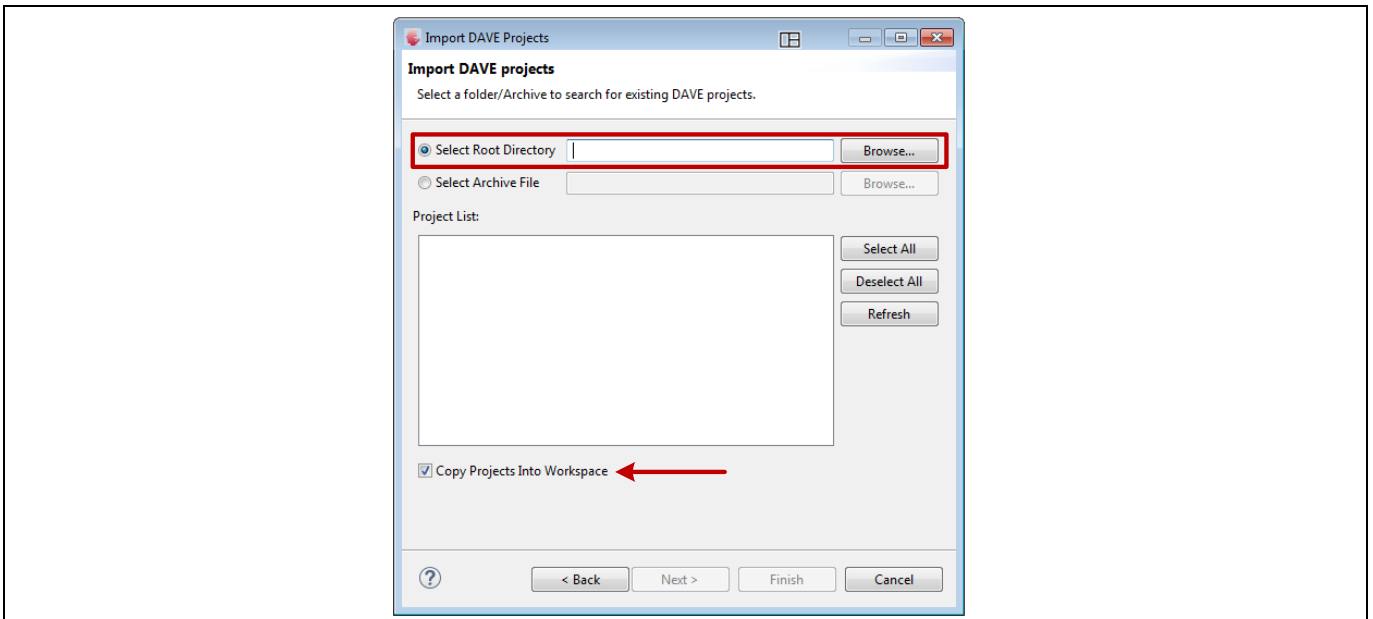 Import DAVE Projects
Import DAVE projects
Select a folder/Archive to search for existing DAVE projects.
Select Root Directory Browse...
Select Archive File Browse...
Project List:
Select All
Deselect All
Refresh
Copy Projects Into Workspace
? < Back Next > Finish Cancel